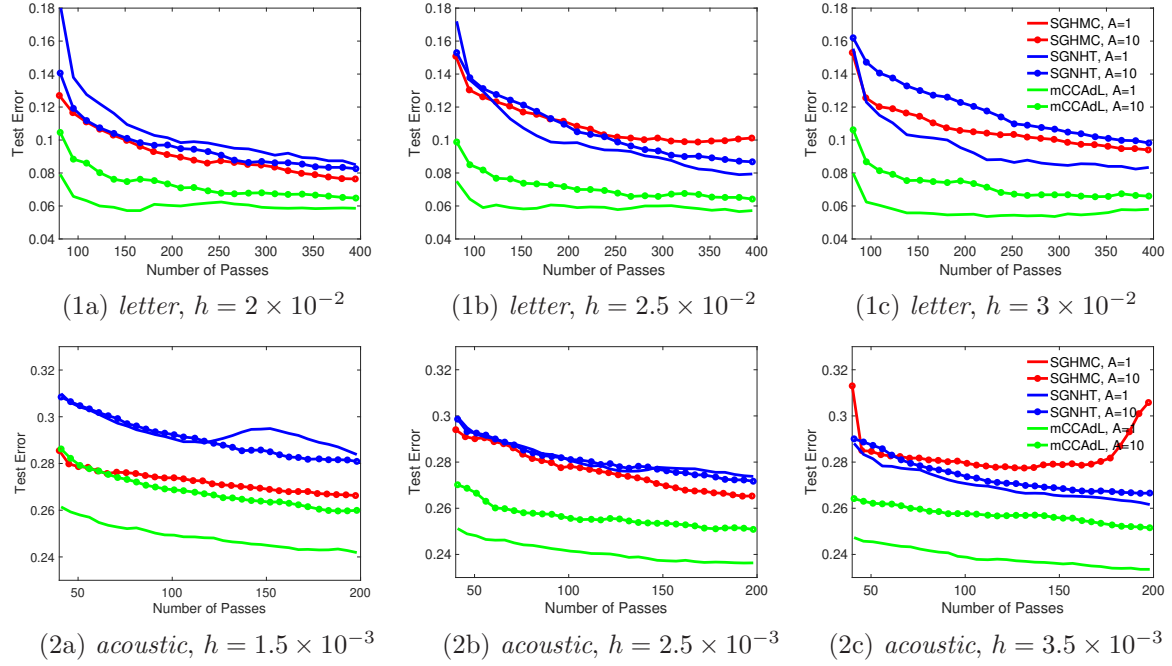 0.18
0.16
0.14
0.12
0.1
0.08
0.06
0.04
Test Error
100 150 200 250 300 350 400
Number of Passes
(1a) letter, h = 2 × 10⁻²
0.18
0.16
0.14
0.12
0.1
0.08
0.06
0.04
Test Error
100 150 200 250 300 350 400
Number of Passes
(1b) letter, h = 2.5 × 10⁻²
0.18
0.16
0.14
0.12
0.1
0.08
0.06
0.04
Test Error
SGHMC, A=1
SGHMC, A=10
SGNHT, A=1
SGNHT, A=10
mCCAdL, A=1
mCCAdL, A=10
100 150 200 250 300 350 400
Number of Passes
(1c) letter, h = 3 × 10⁻²
0.32
0.3
0.28
0.26
0.24
Test Error
50 100 150 200
Number of Passes
(2a) acoustic, h = 1.5 × 10⁻³
0.32
0.3
0.28
0.26
0.24
Test Error
50 100 150 200
Number of Passes
(2b) acoustic, h = 2.5 × 10⁻³
0.32
0.3
0.28
0.26
0.24
Test Error
SGHMC, A=1
SGHMC, A=10
SGNHT, A=1
SGNHT, A=10
mCCAdL, A=1
mCCAdL, A=10
50 100 150 200
Number of Passes
(2c) acoustic, h = 3.5 × 10⁻³